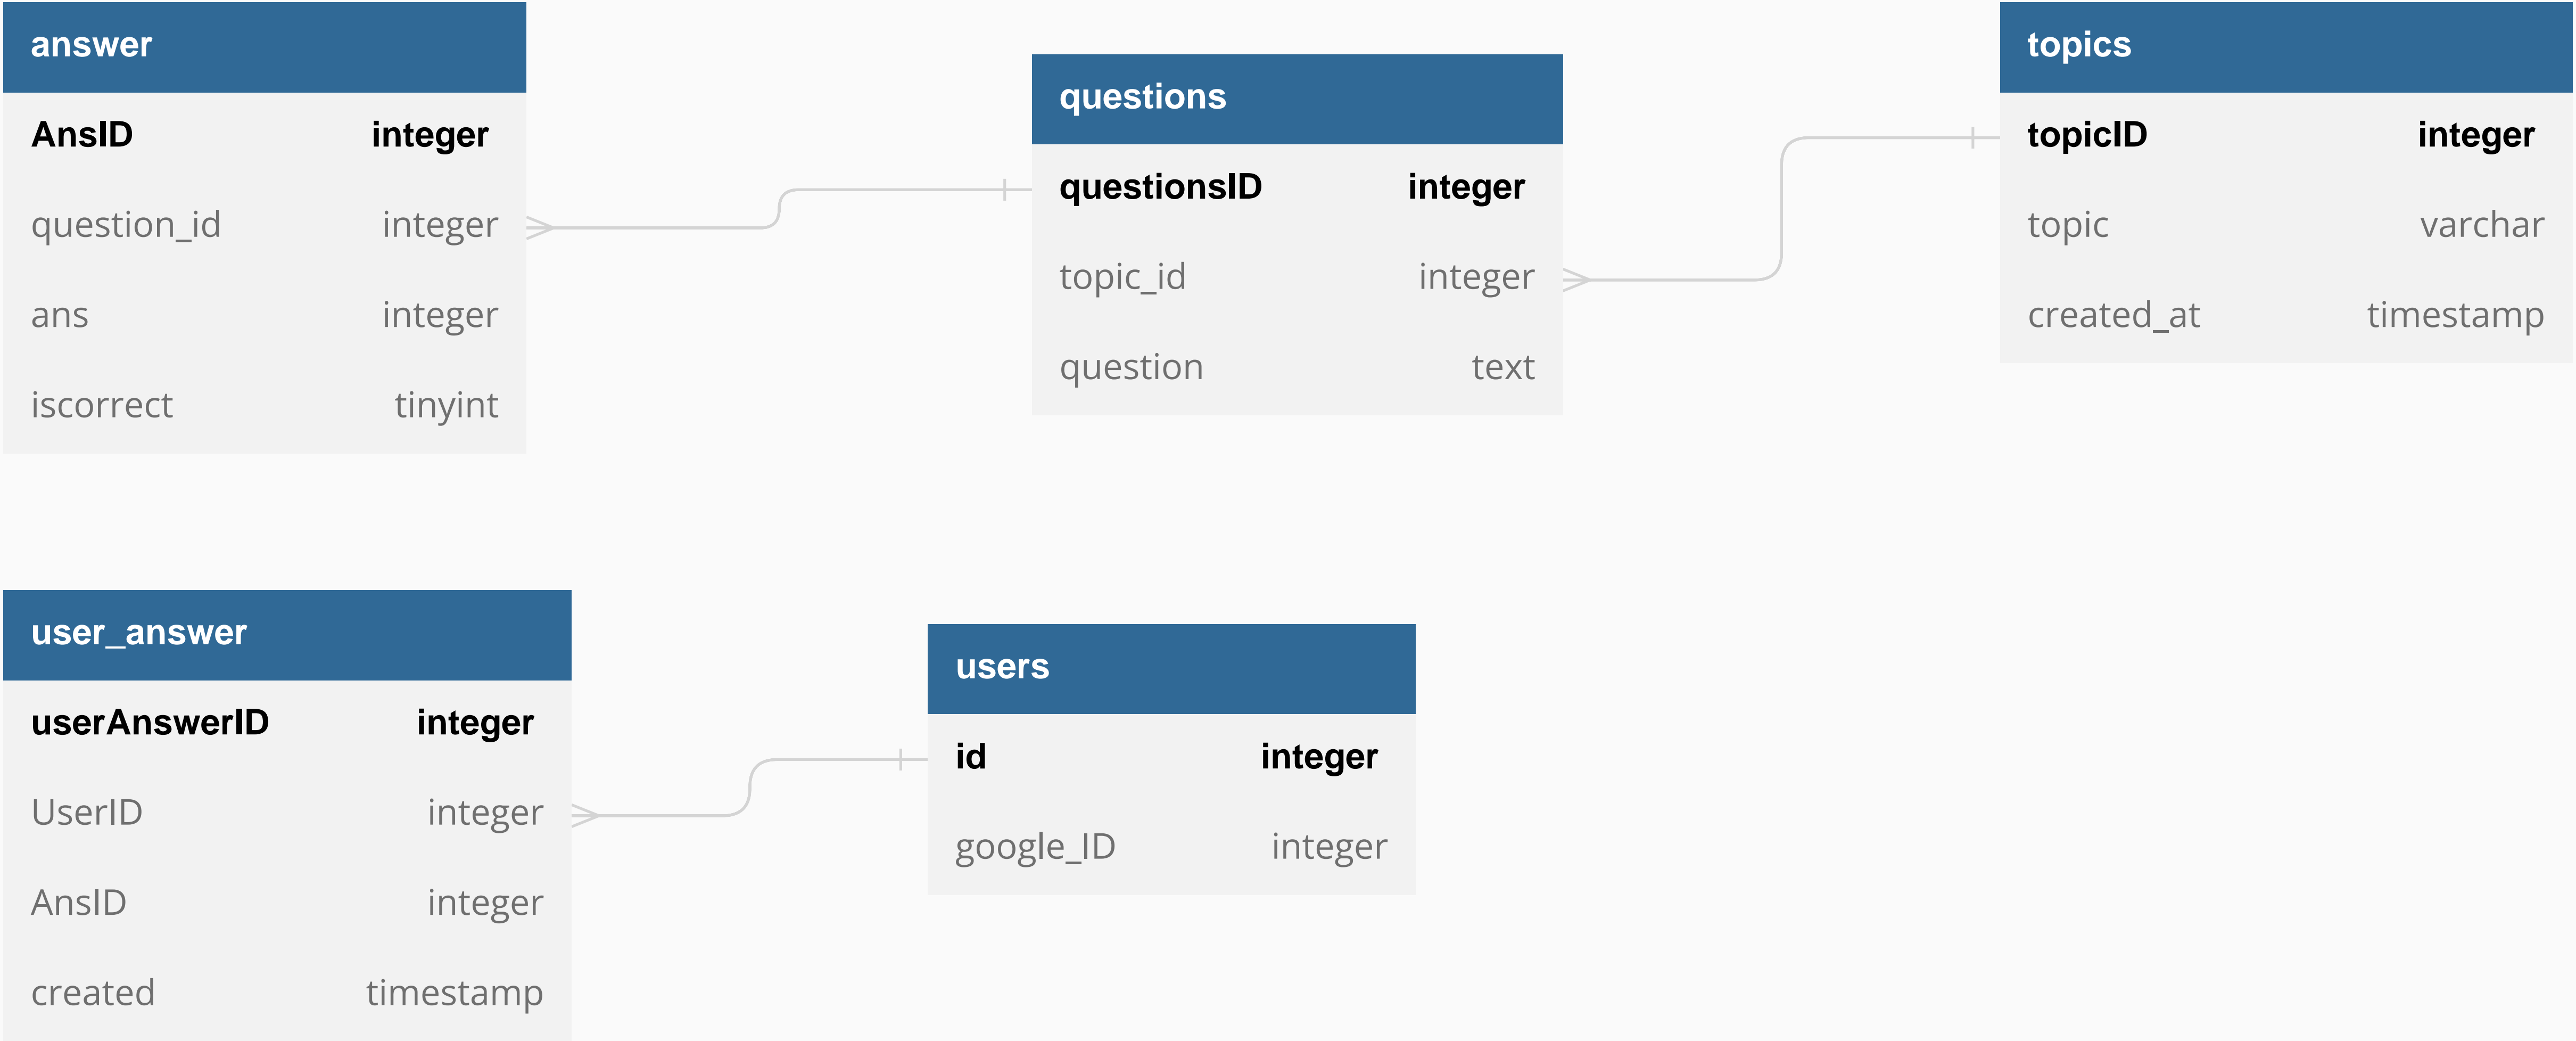 answer
AnsID integer
question_id integer
ans integer
iscorrect tinyint
questions
questionsID integer
topic_id integer
question text
topics
topicID integer
topic varchar
created_at timestamp
user_answer
userAnswerID integer
UserID integer
AnsID integer
created timestamp
users
id integer
google_ID integer